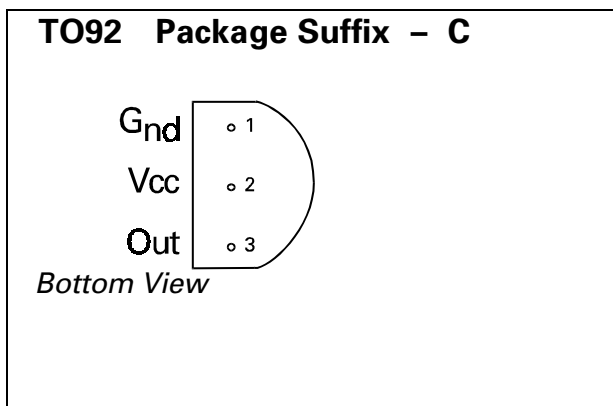 TO92 Package Suffix – C
Gnd
1
Vcc
2
Out
3
Bottom View